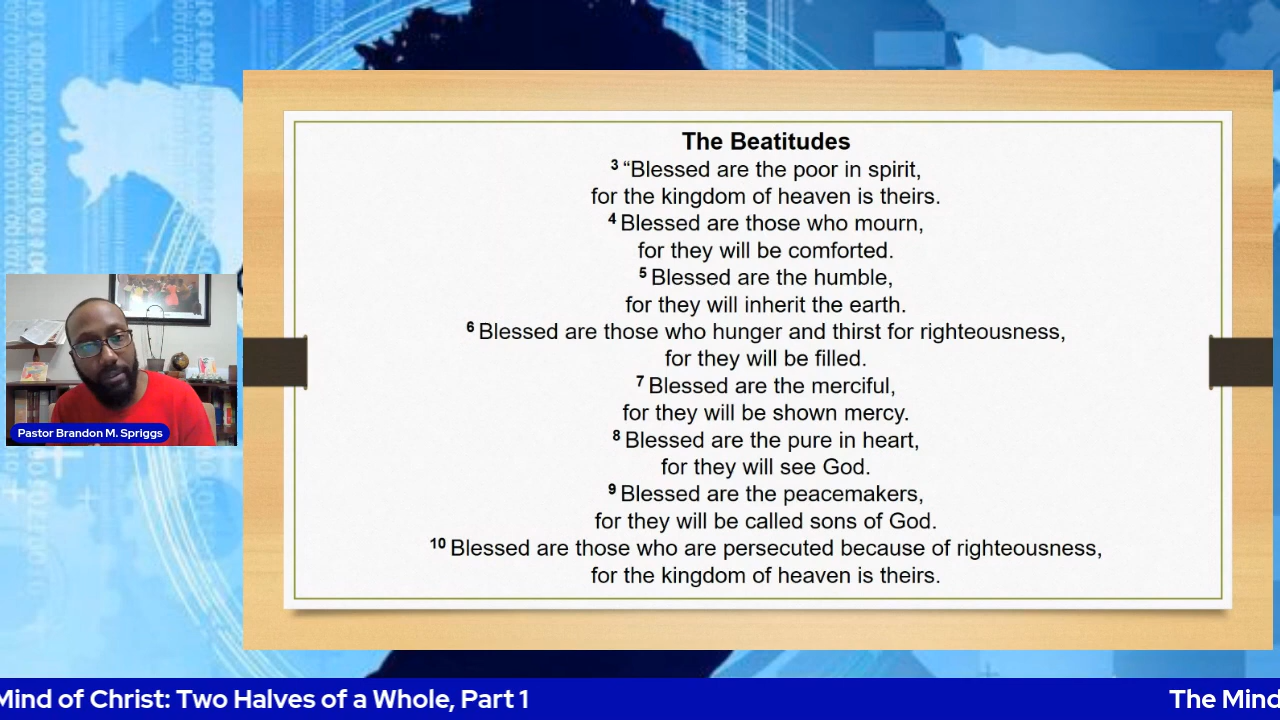 The Beatitudes
3 “Blessed are the poor in spirit,
for the kingdom of heaven is theirs.
4 Blessed are those who mourn,
for they will be comforted.
5 Blessed are the humble,
for they will inherit the earth.
6 Blessed are those who hunger and thirst for righteousness,
for they will be filled.
7 Blessed are the merciful,
for they will be shown mercy.
8 Blessed are the pure in heart,
for they will see God.
9 Blessed are the peacemakers,
for they will be called sons of God.
10 Blessed are those who are persecuted because of righteousness,
for the kingdom of heaven is theirs.
Pastor Brandon M. Spriggs
Mind of Christ: Two Halves of a Whole, Part 1
The Mind